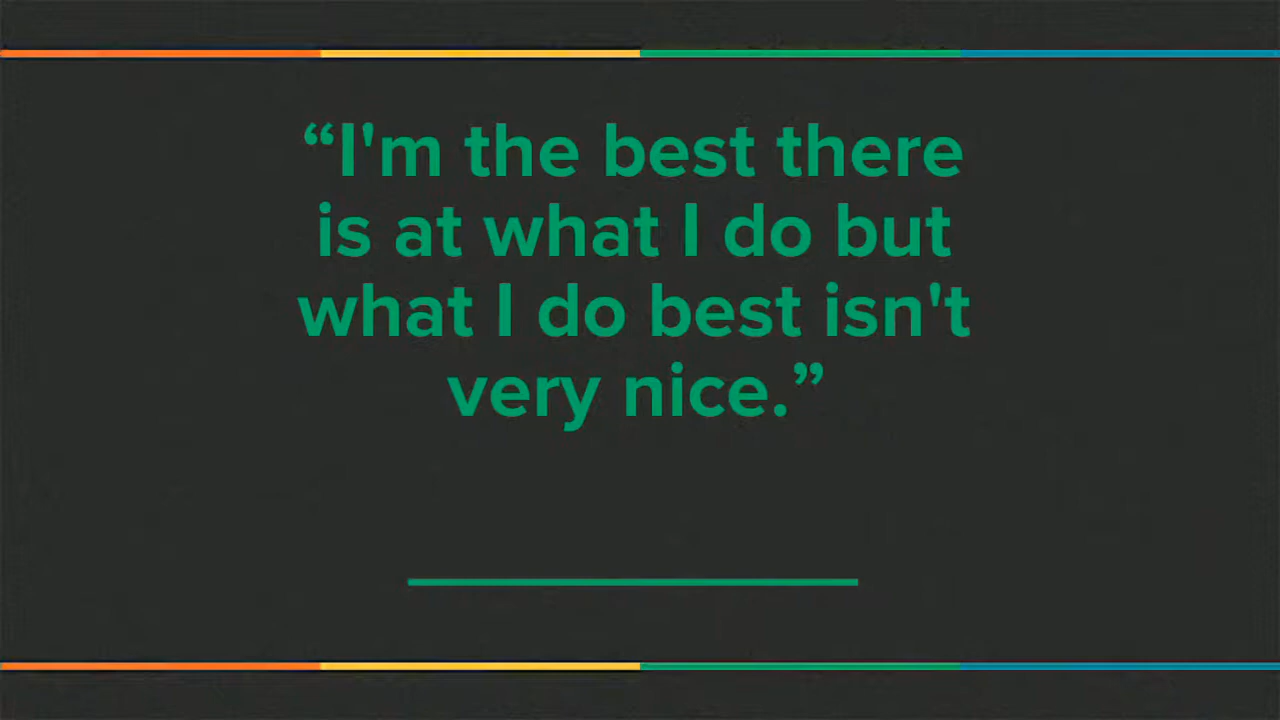 “I'm the best there
is at what I do but
what I do best isn't
very nice.”